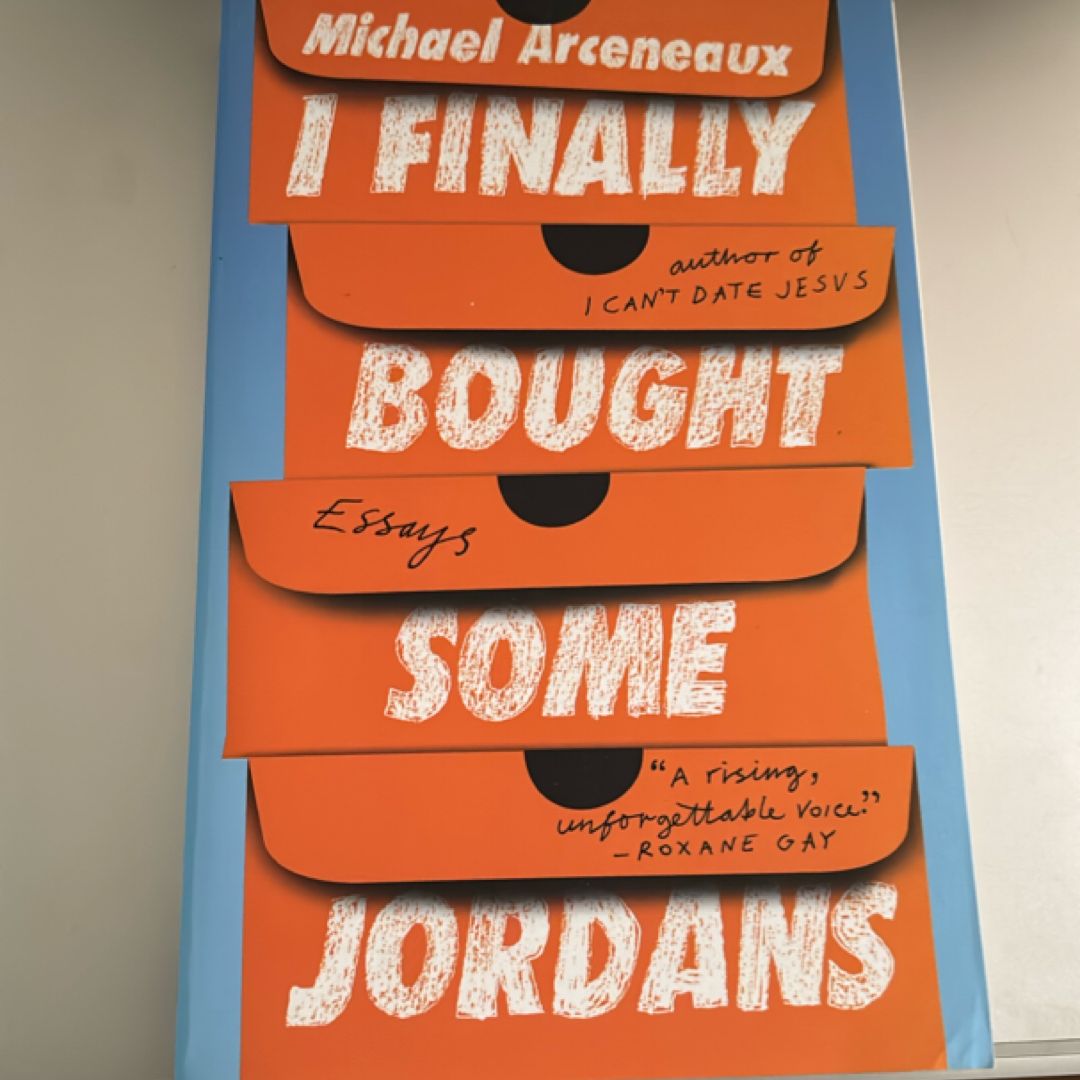 Michael Arceneaux
I FINALLY
author of
I CAN'T DATE JESUS
BOUGHT
Essays
SOME
"A rising,
unforgettable voice."
—ROXANE GAY
JORDANS